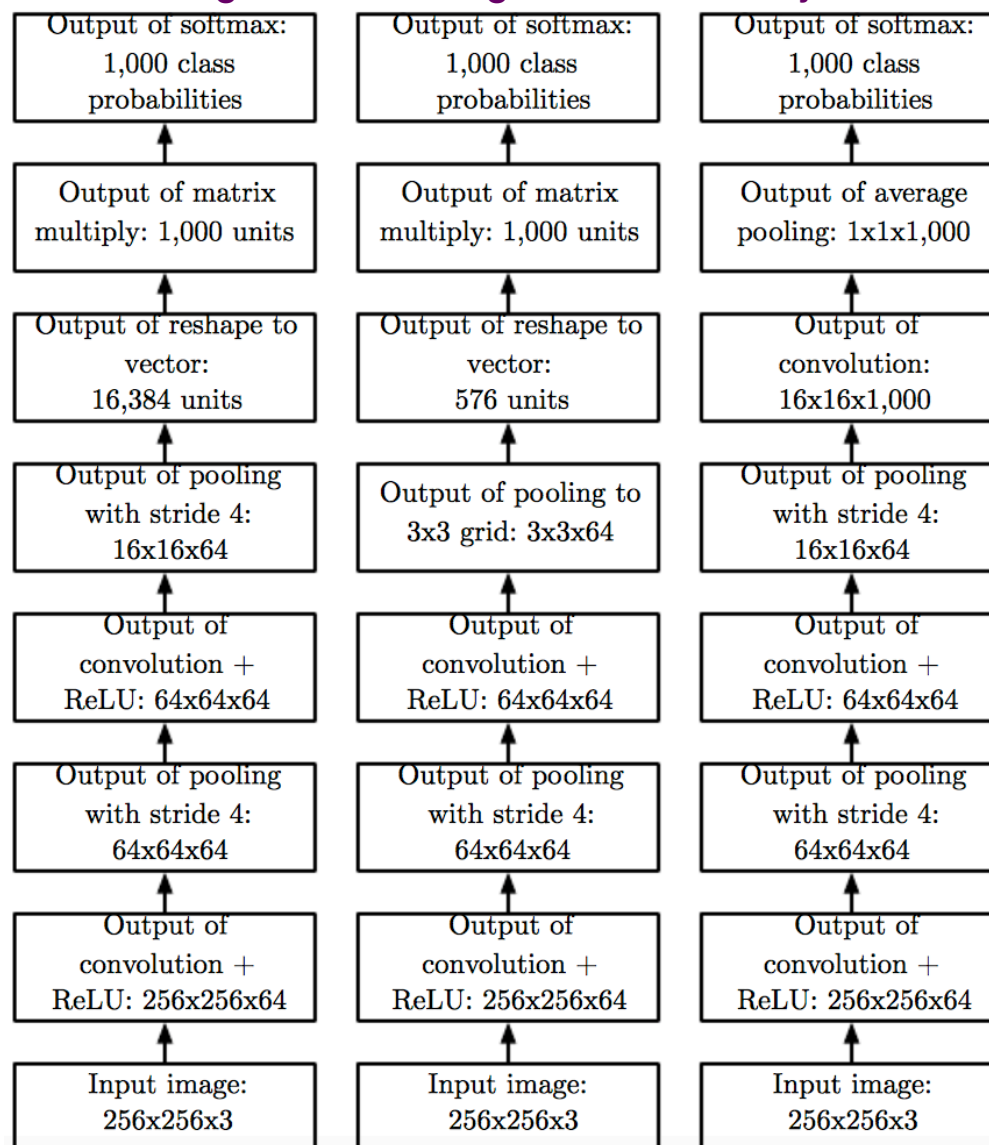 Output of softmax:
1,000 class
probabilities
Output of matrix
multiply: 1,000 units
Output of reshape to
vector:
16,384 units
Output of pooling
with stride 4:
16x16x64
Output of
convolution +
ReLU: 64x64x64
Output of pooling
with stride 4:
64x64x64
Output of
convolution +
ReLU: 256x256x64
Input image:
256x256x3
Output of softmax:
1,000 class
probabilities
Output of matrix
multiply: 1,000 units
Output of reshape to
vector:
576 units
Output of pooling to
3x3 grid: 3x3x64
Output of
convolution +
ReLU: 64x64x64
Output of pooling
with stride 4:
64x64x64
Output of
convolution +
ReLU: 256x256x64
Input image:
256x256x3
Output of softmax:
1,000 class
probabilities
Output of average
pooling: 1x1x1,000
Output of
convolution:
16x16x1,000
Output of pooling
with stride 4:
16x16x64
Output of
convolution +
ReLU: 64x64x64
Output of pooling
with stride 4:
64x64x64
Output of
convolution +
ReLU: 256x256x64
Input image:
256x256x3